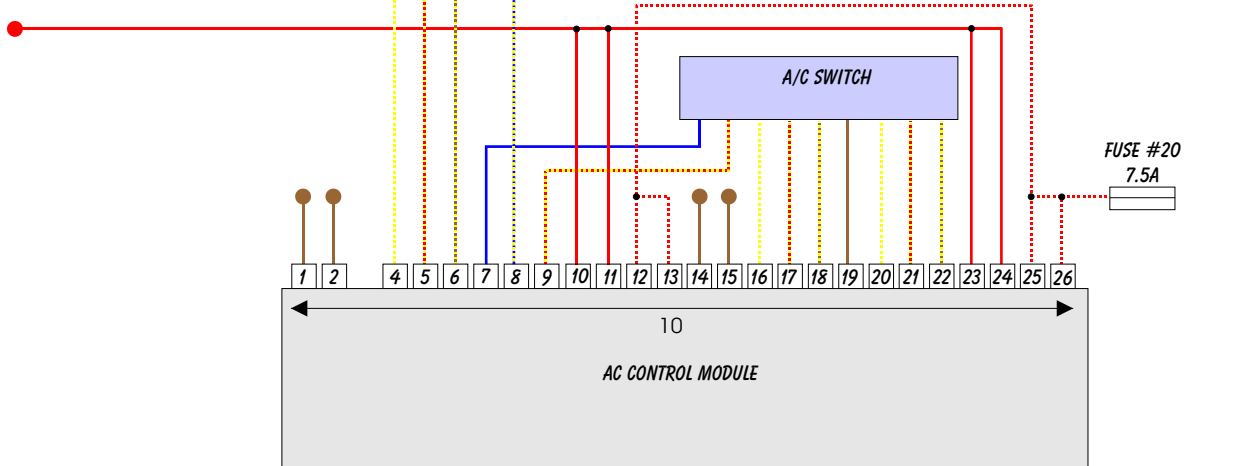 A/C SWITCH
FUSE #20
7.5A
1 2 4 5 6 7 8 9 10 11 12 13 14 15 16 17 18 19 20 21 22 23 24 25 26
10
AC CONTROL MODULE